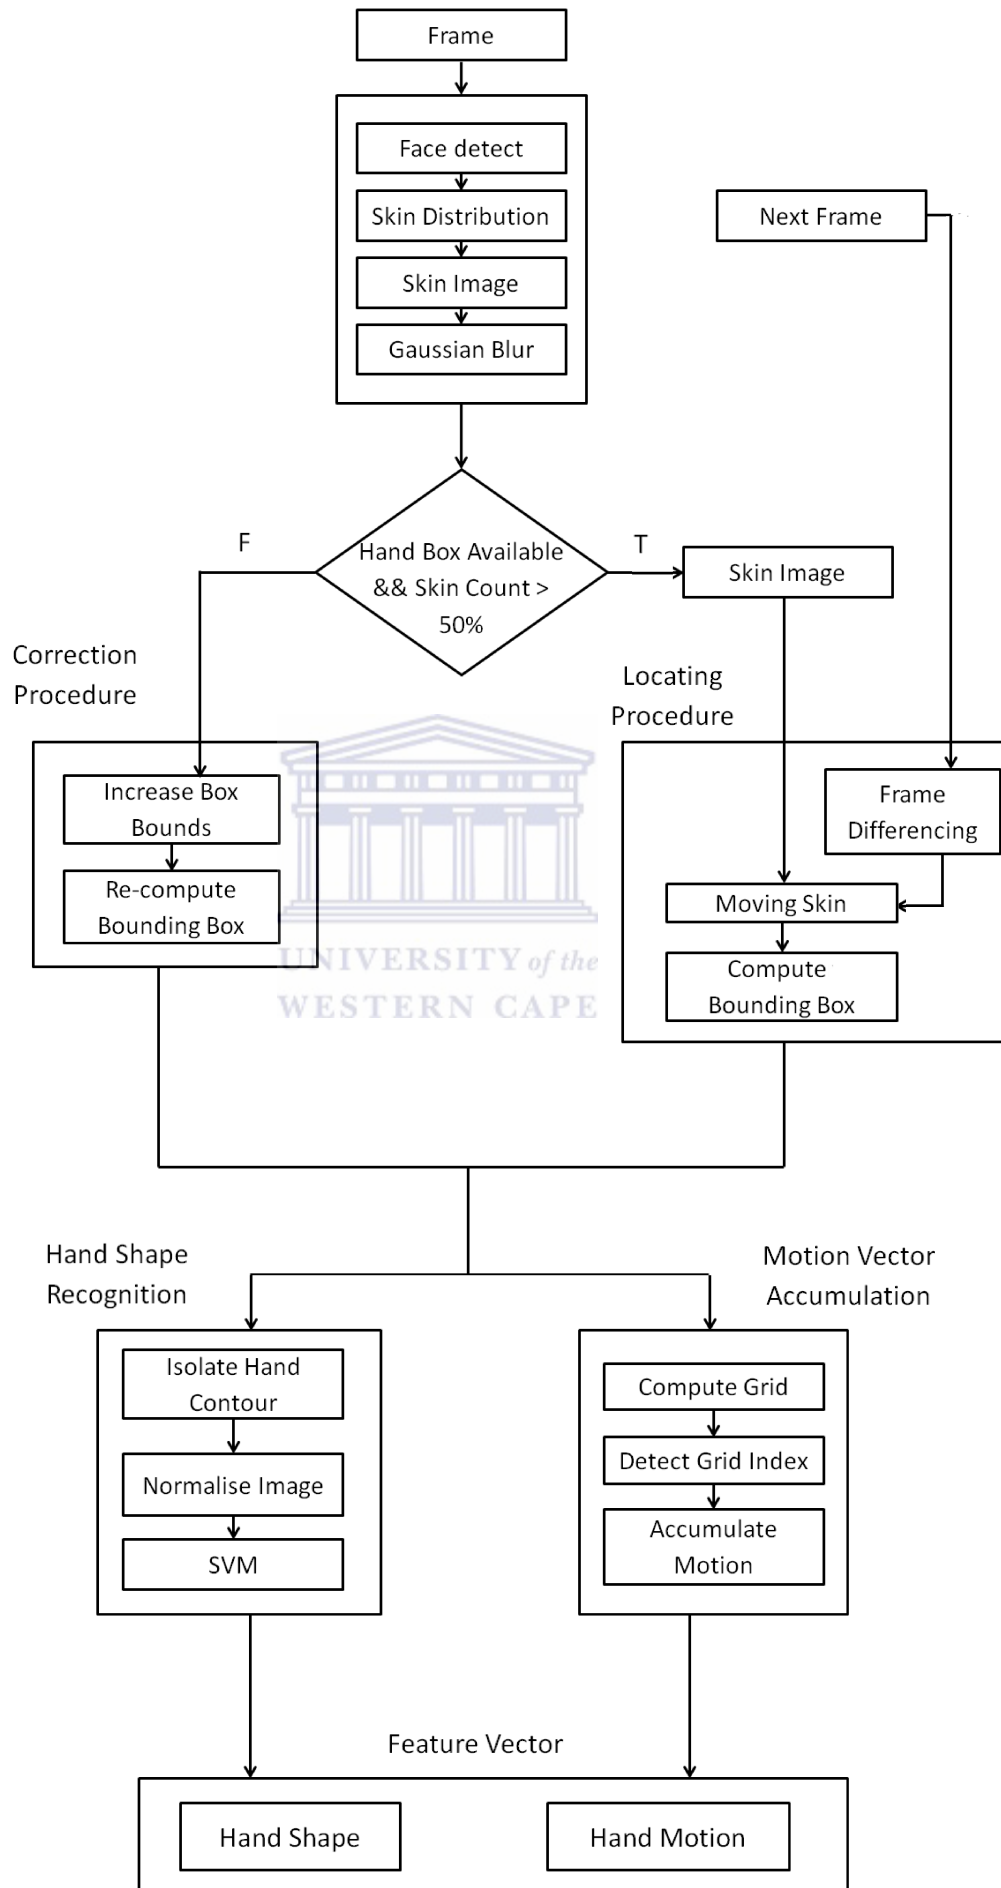 Frame
Face detect
Skin Distribution
Skin Image
Gaussian Blur
Next Frame
F
Hand Box Available
&& Skin Count >
50%
T
Skin Image
Correction
Procedure
Increase Box
Bounds
Re-compute
Bounding Box
Locating
Procedure
Frame
Differencing
Moving Skin
Compute
Bounding Box
UNIVERSITY of the
WESTERN CAPE
Hand Shape
Recognition
Isolate Hand
Contour
Normalise Image
SVM
Motion Vector
Accumulation
Compute Grid
Detect Grid Index
Accumulate
Motion
Feature Vector
Hand Shape
Hand Motion